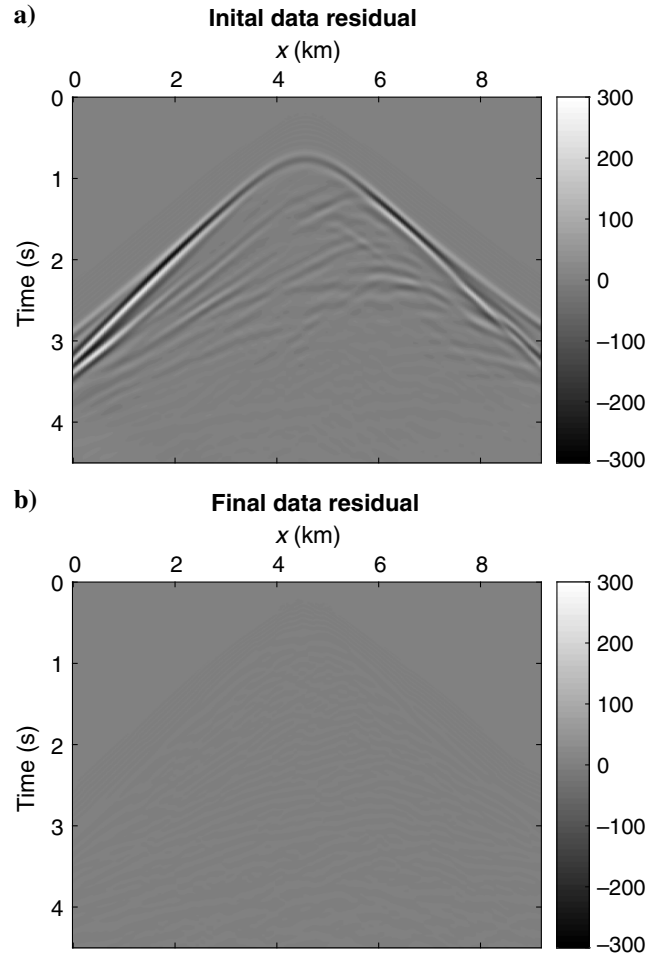 a)
Inital data residual
x (km)
0 2 4 6 8
0
1
2
3
4
Time (s)
300
200
100
0
–100
–200
–300
b)
Final data residual
x (km)
0 2 4 6 8
0
1
2
3
4
Time (s)
300
200
100
0
–100
–200
–300